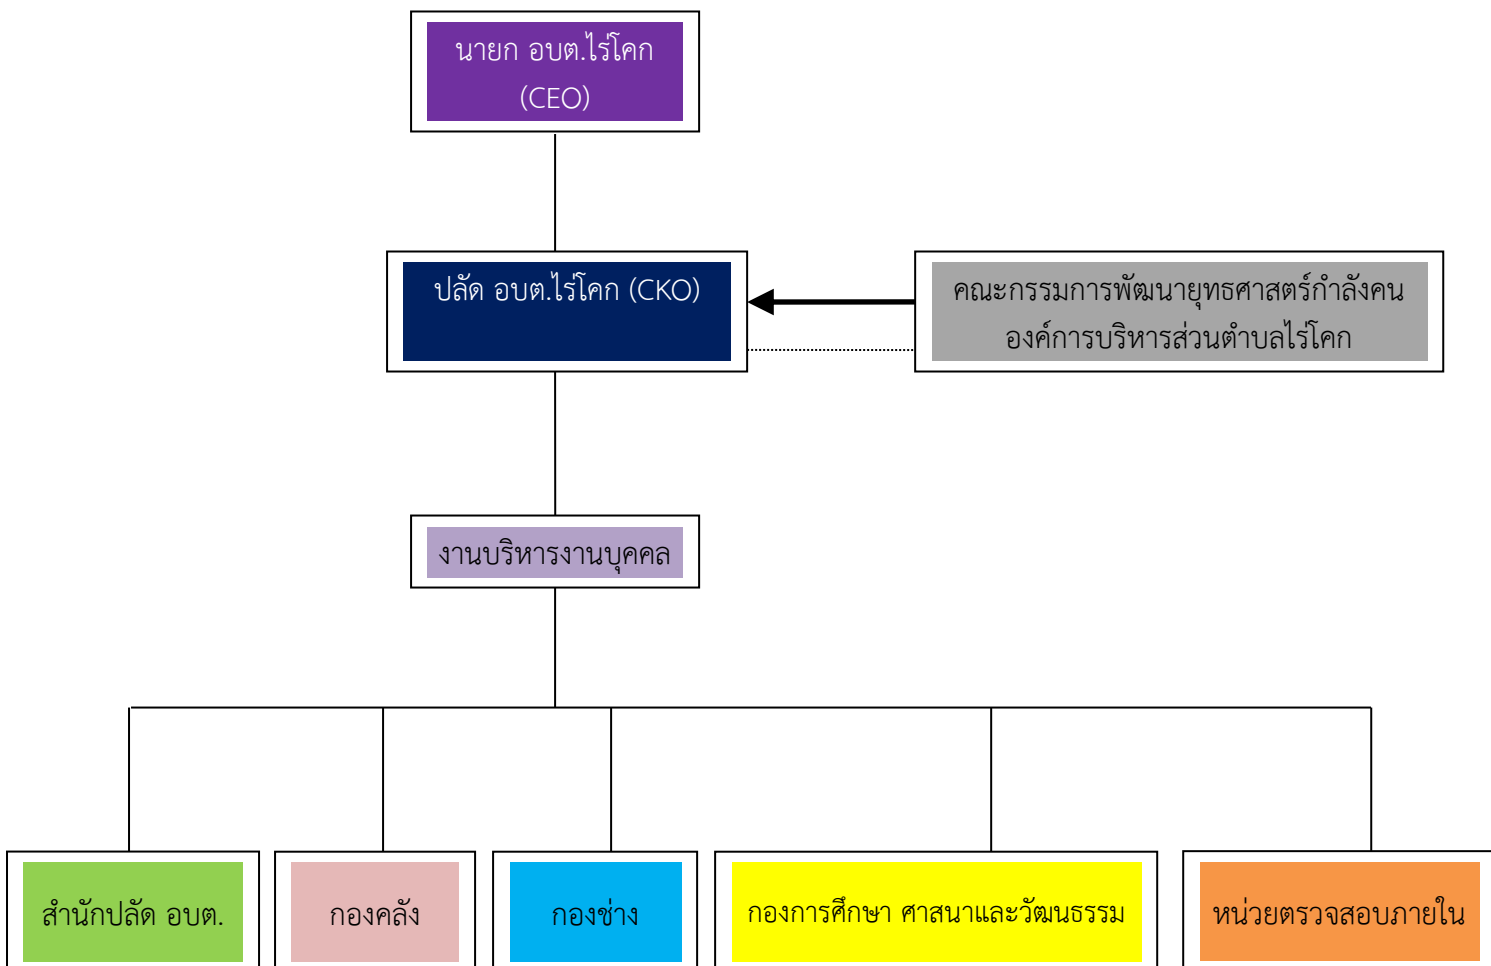 นายก อบต.ไร่โคก
(CEO)
ปลัด อบต.ไร่โคก (CKO)
คณะกรรมการพัฒนายุทธศาสตร์กำลังคน
องค์การบริหารส่วนตำบลไร่โคก
งานบริหารงานบุคคล
สำนักปลัด อบต.
กองคลัง
กองช่าง
กองการศึกษา ศาสนาและวัฒนธรรม
หน่วยตรวจสอบภายใน